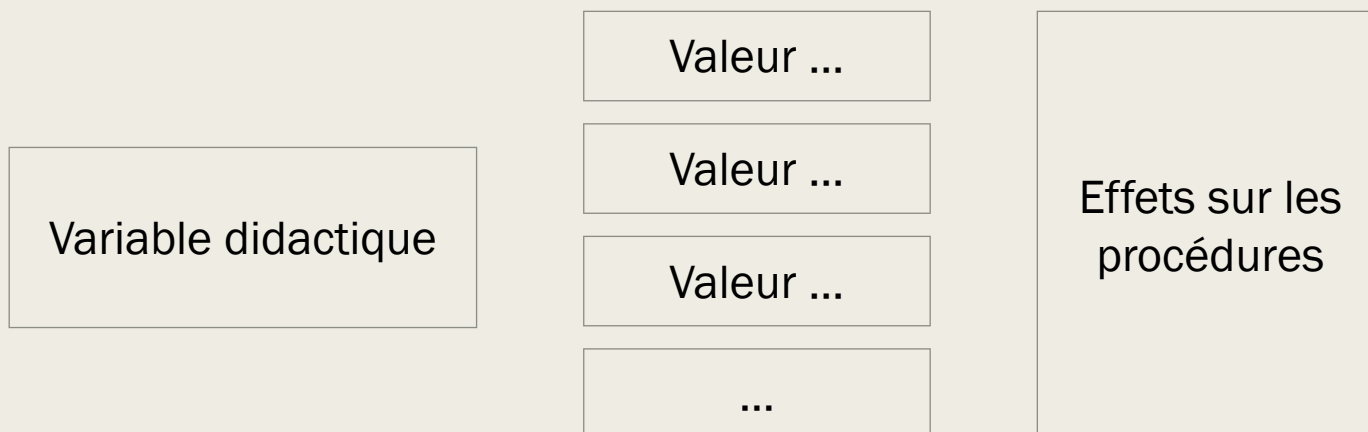 Variable didactique
Valeur ...
Valeur ...
Valeur ...
...
Effets sur les
procédures